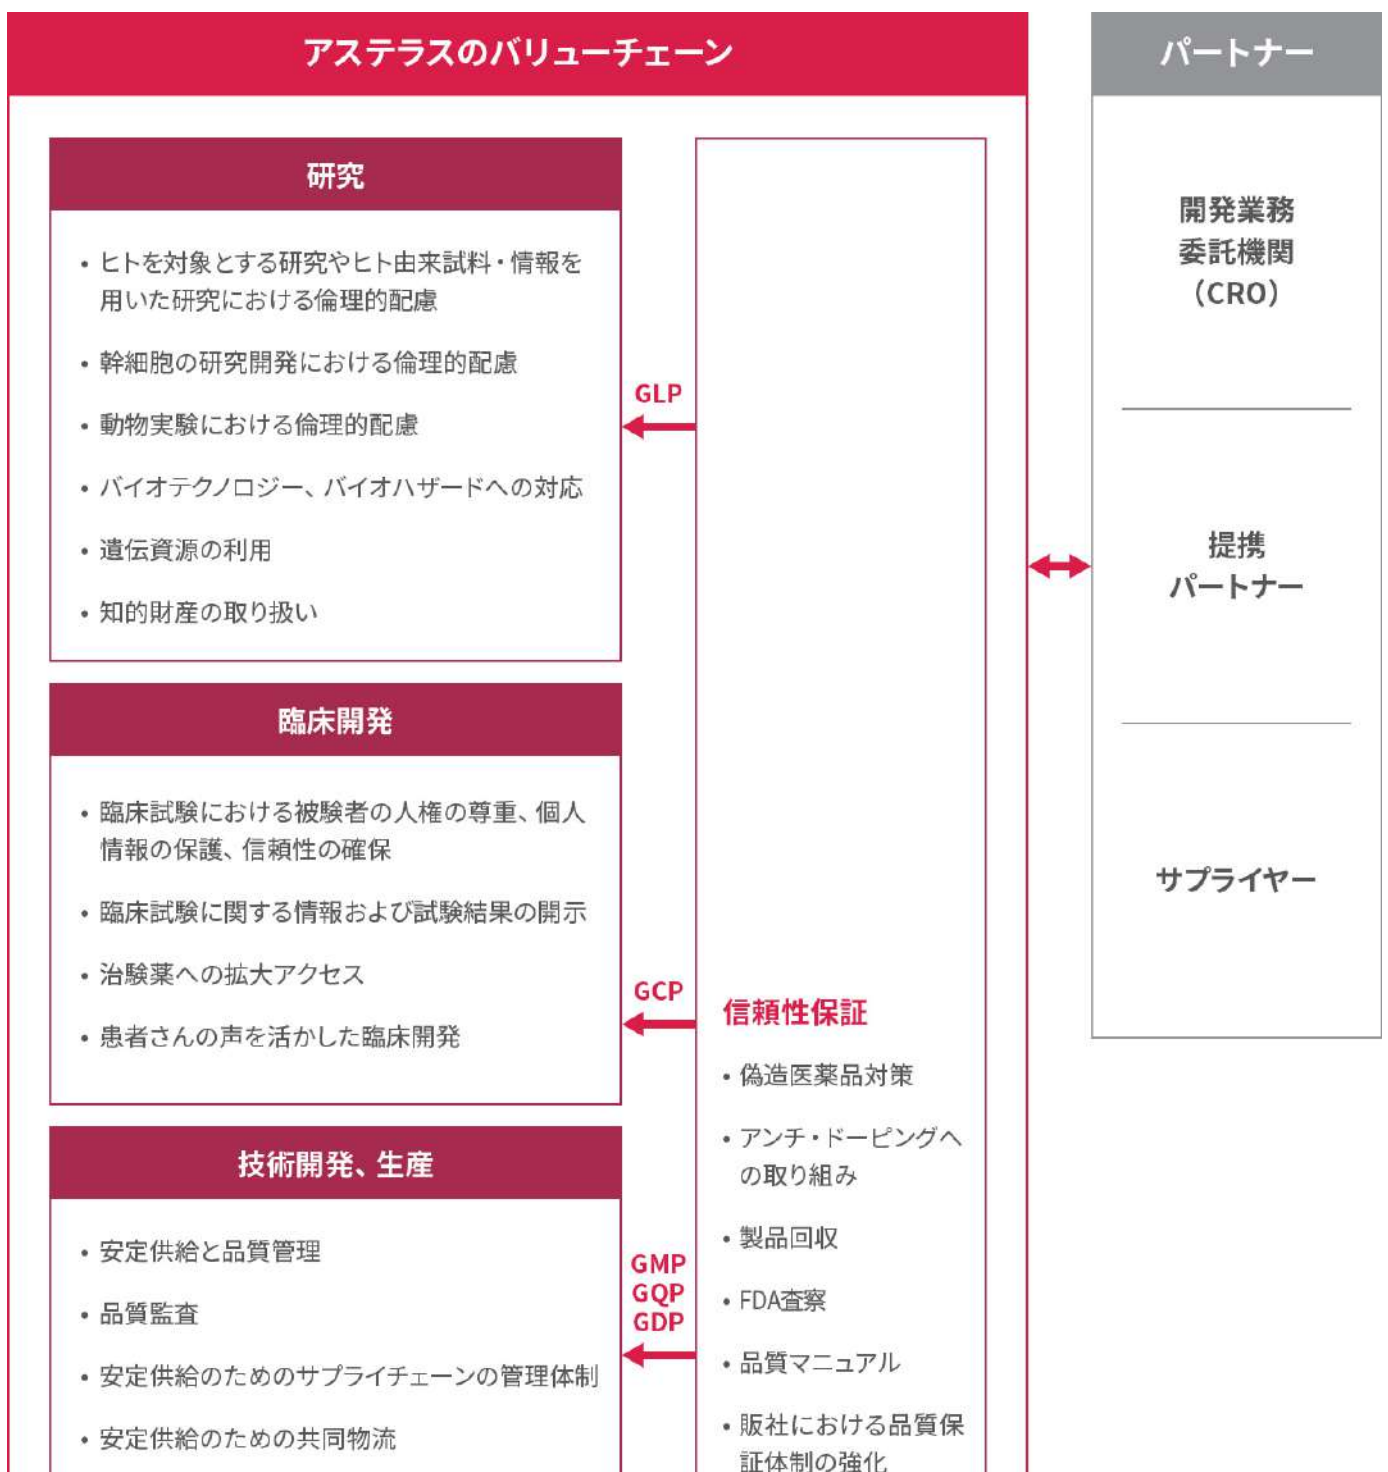 アステラスのバリューチェーン
研究
• ヒトを対象とする研究やヒト由来試料・情報を
用いた研究における倫理的配慮
• 幹細胞の研究開発における倫理的配慮
• 動物実験における倫理的配慮
• バイオテクノロジー、バイオハザードへの対応
• 遺伝資源の利用
• 知的財産の取り扱い
GLP
臨床開発
• 臨床試験における被験者の人権の尊重、個人
情報の保護、信頼性の確保
• 臨床試験に関する情報および試験結果の開示
• 治験薬への拡大アクセス
• 患者さんの声を活かした臨床開発
GCP
技術開発、生産
• 安定供給と品質管理
• 品質監査
• 安定供給のためのサプライチェーンの管理体制
• 安定供給のための共同物流
GMP
GQP
GDP
信頼性保証
• 偽造医薬品対策
• アンチ・ドーピングへ
の取り組み
• 製品回収
• FDA査察
• 品質マニュアル
• 販社における品質保
証体制の強化
パートナー
開発業務
委託機関
（CRO）
提携
パートナー
サプライヤー